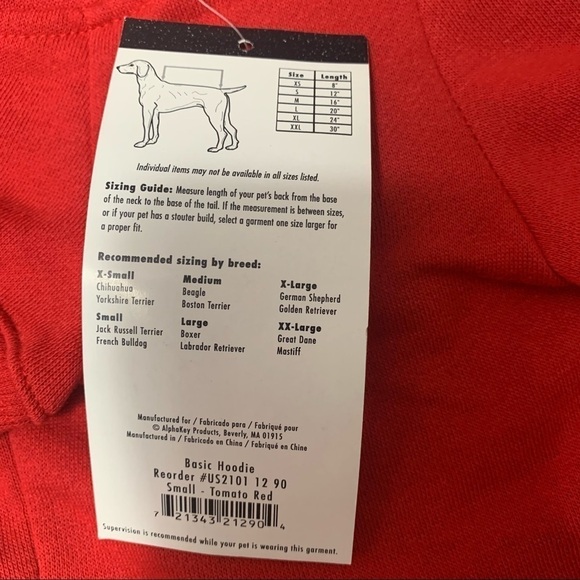 Size Length
XS 8"
S 12"
M 16"
L 20"
XL 24"
XXL 30"
Individual items may not be available in all sizes listed.
Sizing Guide: Measure length of your pet's back from the base
of the neck to the base of the tail. If the measurement is between sizes,
or if your pet has a stouter build, select a garment one size larger for
a proper fit.
Recommended sizing by breed:
X-Small
Chihuahua
Yorkshire Terrier
Small
Jack Russell Terrier
French Bulldog
Medium
Beagle
Boston Terrier
Large
Boxer
Labrador Retriever
X-Large
German Shepherd
Golden Retriever
XX-Large
Great Dane
Mastiff
Manufactured for / Fabricado para / Fabriqué pour
© AlphaKey Products, Beverly, MA 01915
Manufactured in / Fabricado en China / Fabriqué en Chine
Basic Hoodie
Reorder #US2101 12 90
Small - Tomato Red
7 21343 21290 4
Supervision is recommended while your pet is wearing this garment.